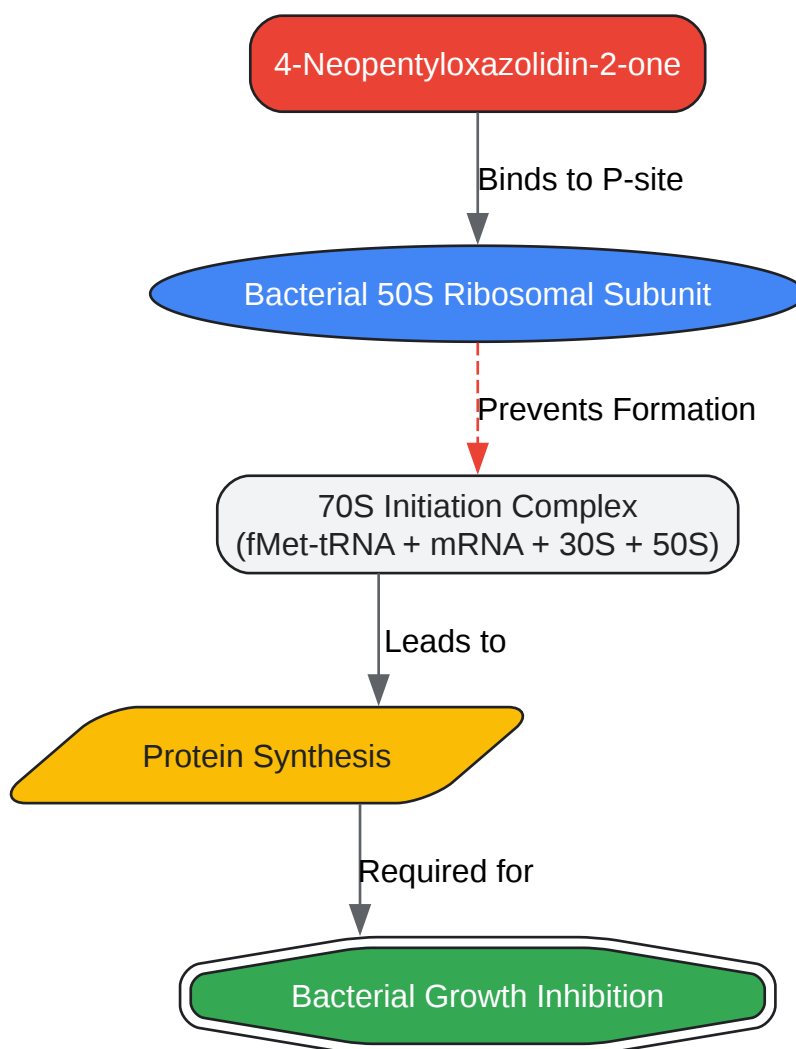 4-Neopentyloxazolidin-2-one
Binds to P-site
Bacterial 50S Ribosomal Subunit
Prevents Formation
70S Initiation Complex
(fMet-tRNA + mRNA + 30S + 50S)
Leads to
Protein Synthesis
Required for
Bacterial Growth Inhibition